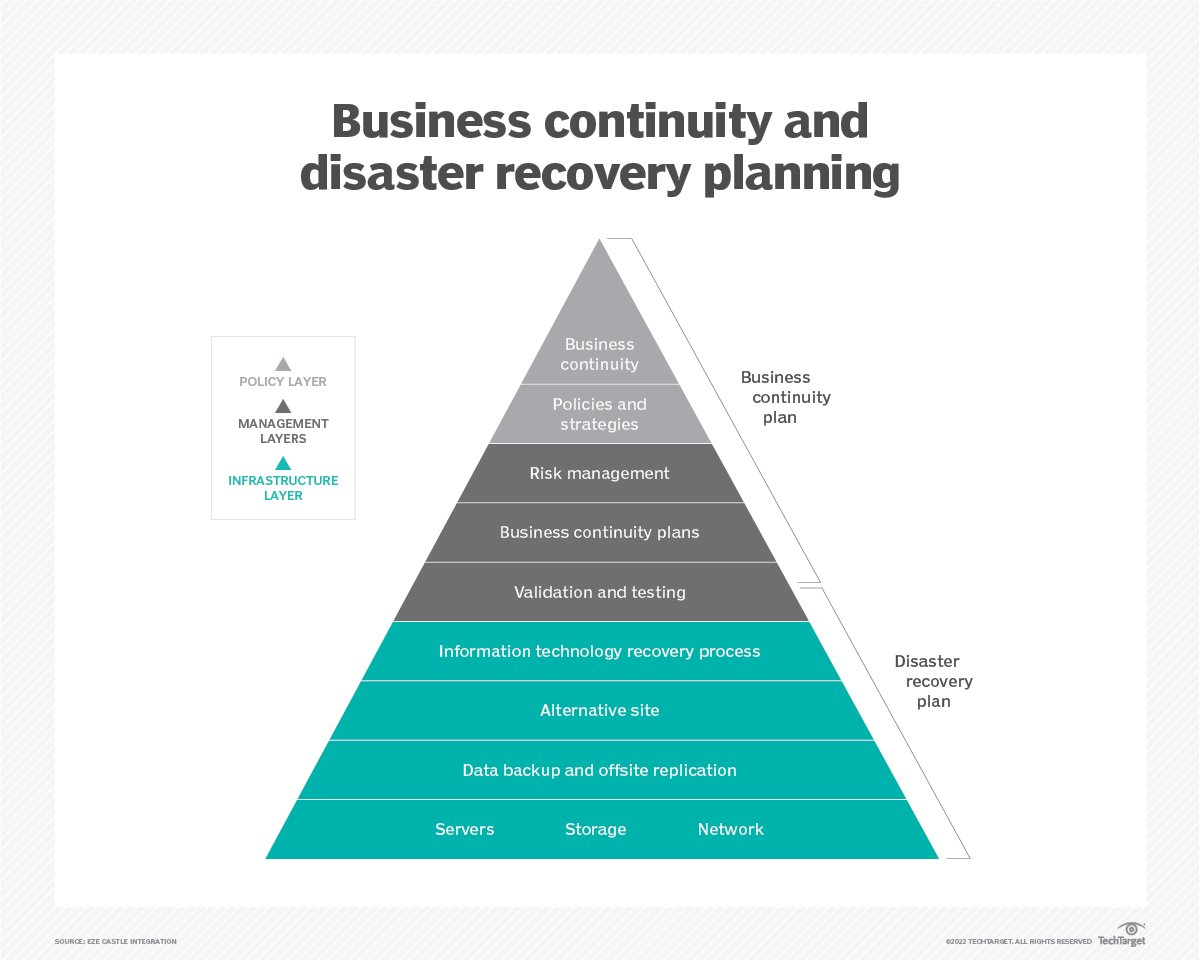 Business continuity and
disaster recovery planning
POLICY LAYER
MANAGEMENT
LAYERS
INFRASTRUCTURE
LAYER
Business
continuity
Policies and
strategies
Risk management
Business continuity plans
Validation and testing
Information technology recovery process
Alternative site
Data backup and offsite replication
Servers Storage Network
Business
continuity
plan
Disaster
recovery
plan
SOURCE: EZE CASTLE INTEGRATION
©2022 TECHTARGET. ALL RIGHTS RESERVED TechTarget